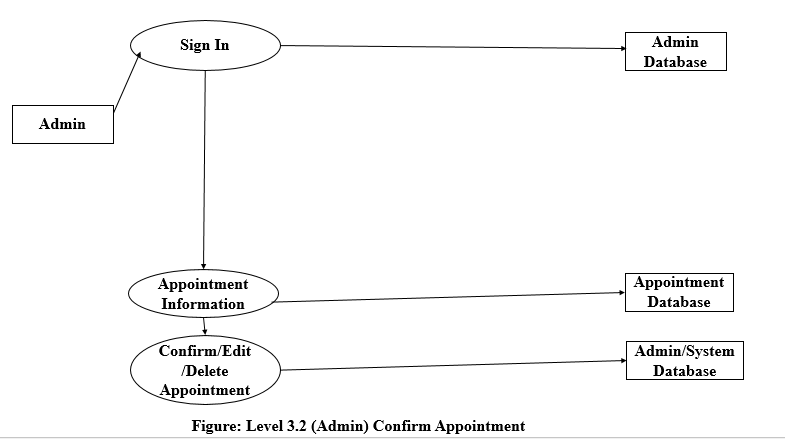 Sign In
Admin
Database
Admin
Appointment
Information
Appointment
Database
Confirm/Edit
/Delete
Appointment
Admin/System
Database
Figure: Level 3.2 (Admin) Confirm Appointment